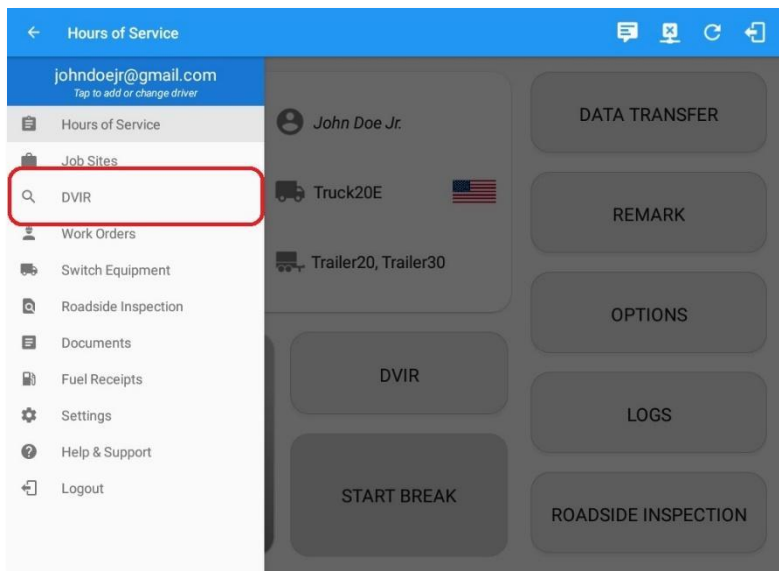 Hours of Service
johndoejr@gmail.com
Tap to add or change driver
Hours of Service
Job Sites
DVIR
Work Orders
Switch Equipment
Roadside Inspection
Documents
Fuel Receipts
Settings
Help & Support
Logout
John Doe Jr.
Truck20E
Trailer20, Trailer30
DVIR
START BREAK
DATA TRANSFER
REMARK
OPTIONS
LOGS
ROADSIDE INSPECTION